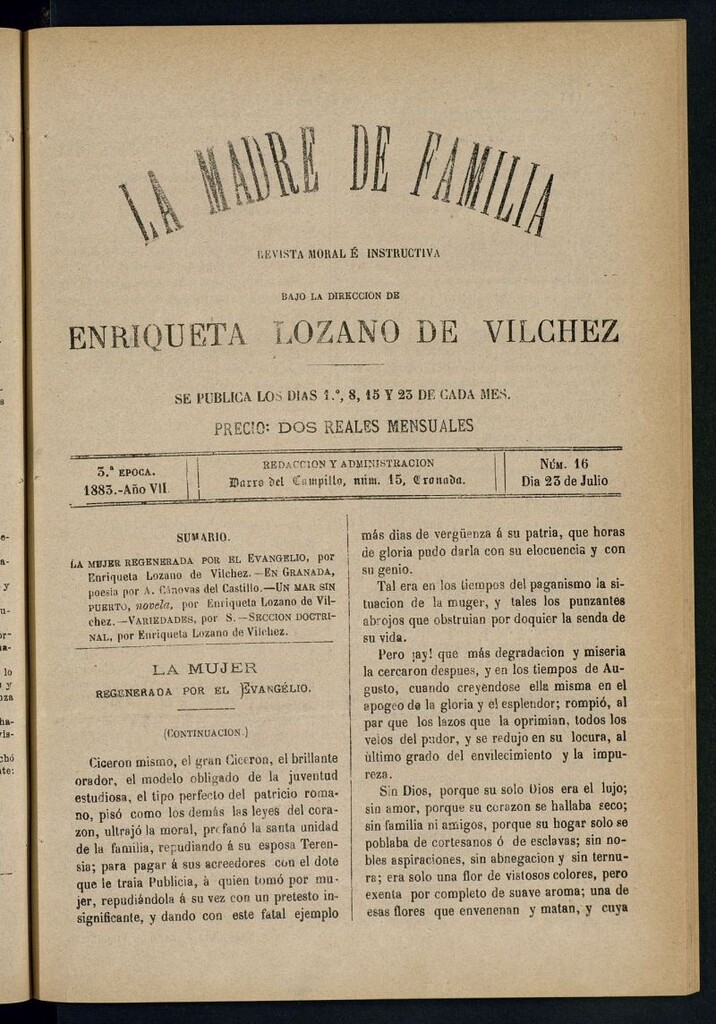 LA MADRE DE FAMILIA
REVISTA MORAL É INSTRUCTIVA
BAJO LA DIRECCION DE
ENRIQUETA LOZANO DE VILCHEZ
SE PUBLICA LOS DIAS 1.º, 8, 15 Y 23 DE CADA MES.
PRECIO: DOS REALES MENSUALES
3.ª EPOCA.
1883.-Año VII
REDACCION Y ADMINISTRACION
Darro del Campillo, núm. 15, Granada.
NÚM. 16
Dia 23 de Julio
SUMARIO.
LA MUJER REGENERADA POR EL EVANGELIO, por
Enriqueta Lozano de Vilchez.—EN GRANADA,
poesia por A. Cánovas del Castillo.—UN MAR SIN
PUERTO, novela, por Enriqueta Lozano de Vil-
chez.—VARIEDADES, por S.—SECCION DOCTRI-
NAL, por Enriqueta Lozano de Vilchez.
LA MUJER
REGENERADA POR EL EVANGÉLIO.
(CONTINUACION.)
Ciceron mismo, el gran Ciceron, el brillante
orador, el modelo obligado de la juventud
estudiosa, el tipo perfecto del patricio roma-
no, pisó como los demás las leyes del cora-
zon, ultrajó la moral, profanó la santa unidad
de la familia, repudiando á su esposa Teren-
sia; para pagar á sus acreedores con el dote
que le traia Publicia, à quien tomó por mu-
jer, repudiándola á su vez con un pretesto in-
significante, y dando con este fatal ejemplo
más dias de vergüenza á su patria, que horas
de gloria pudo darla con su elocuencia y con
su genio.
Tal era en los tiempos del paganismo la si-
tuacion de la muger, y tales los punzantes
abrojos que obstruian por doquier la senda de
su vida.
Pero ¡ay! que más degradacion y miseria
la cercaron despues, y en los tiempos de Au-
gusto, cuando creyéndose ella misma en el
apogeo de la gloria y el esplendor; rompió, al
par que los lazos que la oprimian, todos los
velos del pudor, y se redujo en su locura, al
último grado del envilecimiento y la impu-
reza.
Sin Dios, porque su solo Dios era el lujo;
sin amor, porque su corazon se hallaba seco;
sin familia ni amigos, porque su hogar solo se
poblaba de cortesanos ó de esclavas; sin no-
bles aspiraciones, sin abnegacion y sin ternu-
ra; era solo una flor de vistosos colores, pero
exenta por completo de suave aroma; una de
esas flores que envenenan y matan, y cuya